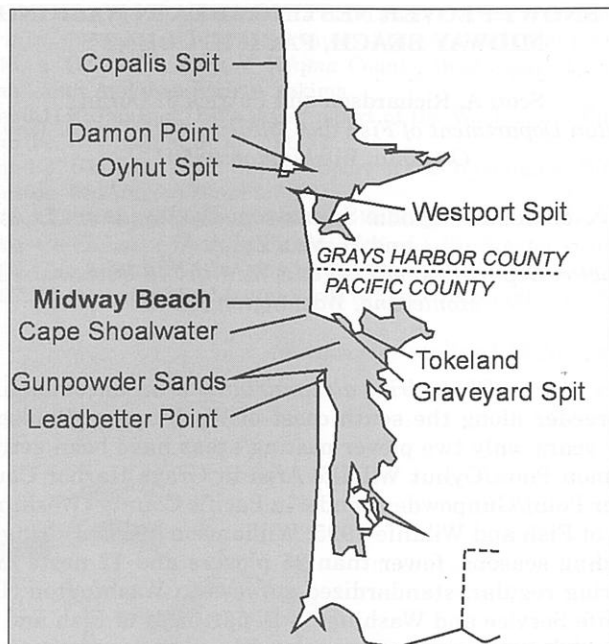 Copalis Spit
Damon Point
Oyhut Spit
Westport Spit
GRAYS HARBOR COUNTY
PACIFIC COUNTY
Midway Beach
Cape Shoalwater
Tokeland
Gunpowder Sands
Graveyard Spit
Leadbetter Point